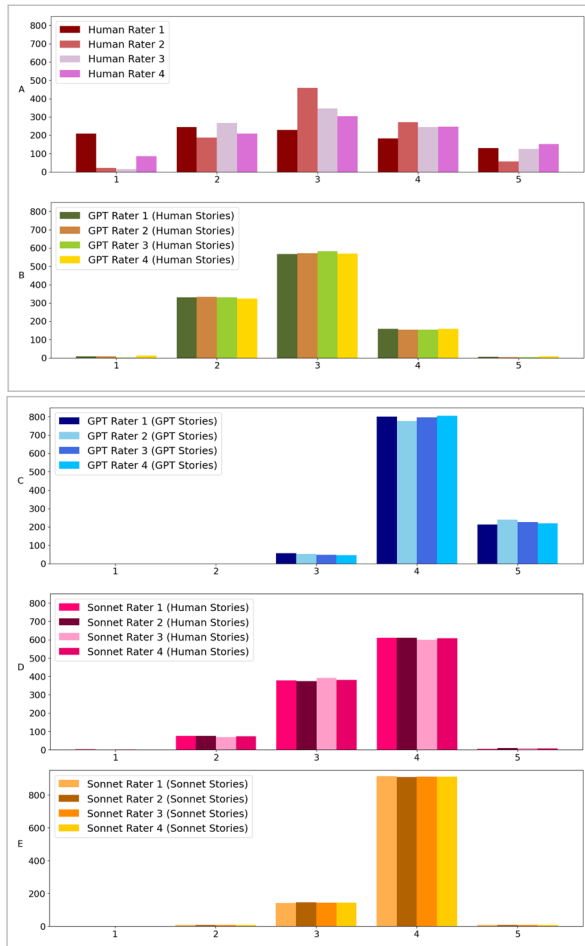 800
700
600
500
400
300
200
100
0
A
Human Rater 1
Human Rater 2
Human Rater 3
Human Rater 4
1 2 3 4 5
800
700
600
500
400
300
200
100
0
B
GPT Rater 1 (Human Stories)
GPT Rater 2 (Human Stories)
GPT Rater 3 (Human Stories)
GPT Rater 4 (Human Stories)
1 2 3 4 5
800
700
600
500
400
300
200
100
0
C
GPT Rater 1 (GPT Stories)
GPT Rater 2 (GPT Stories)
GPT Rater 3 (GPT Stories)
GPT Rater 4 (GPT Stories)
1 2 3 4 5
800
700
600
500
400
300
200
100
0
D
Sonnet Rater 1 (Human Stories)
Sonnet Rater 2 (Human Stories)
Sonnet Rater 3 (Human Stories)
Sonnet Rater 4 (Human Stories)
1 2 3 4 5
800
600
400
200
0
E
Sonnet Rater 1 (Sonnet Stories)
Sonnet Rater 2 (Sonnet Stories)
Sonnet Rater 3 (Sonnet Stories)
Sonnet Rater 4 (Sonnet Stories)
1 2 3 4 5